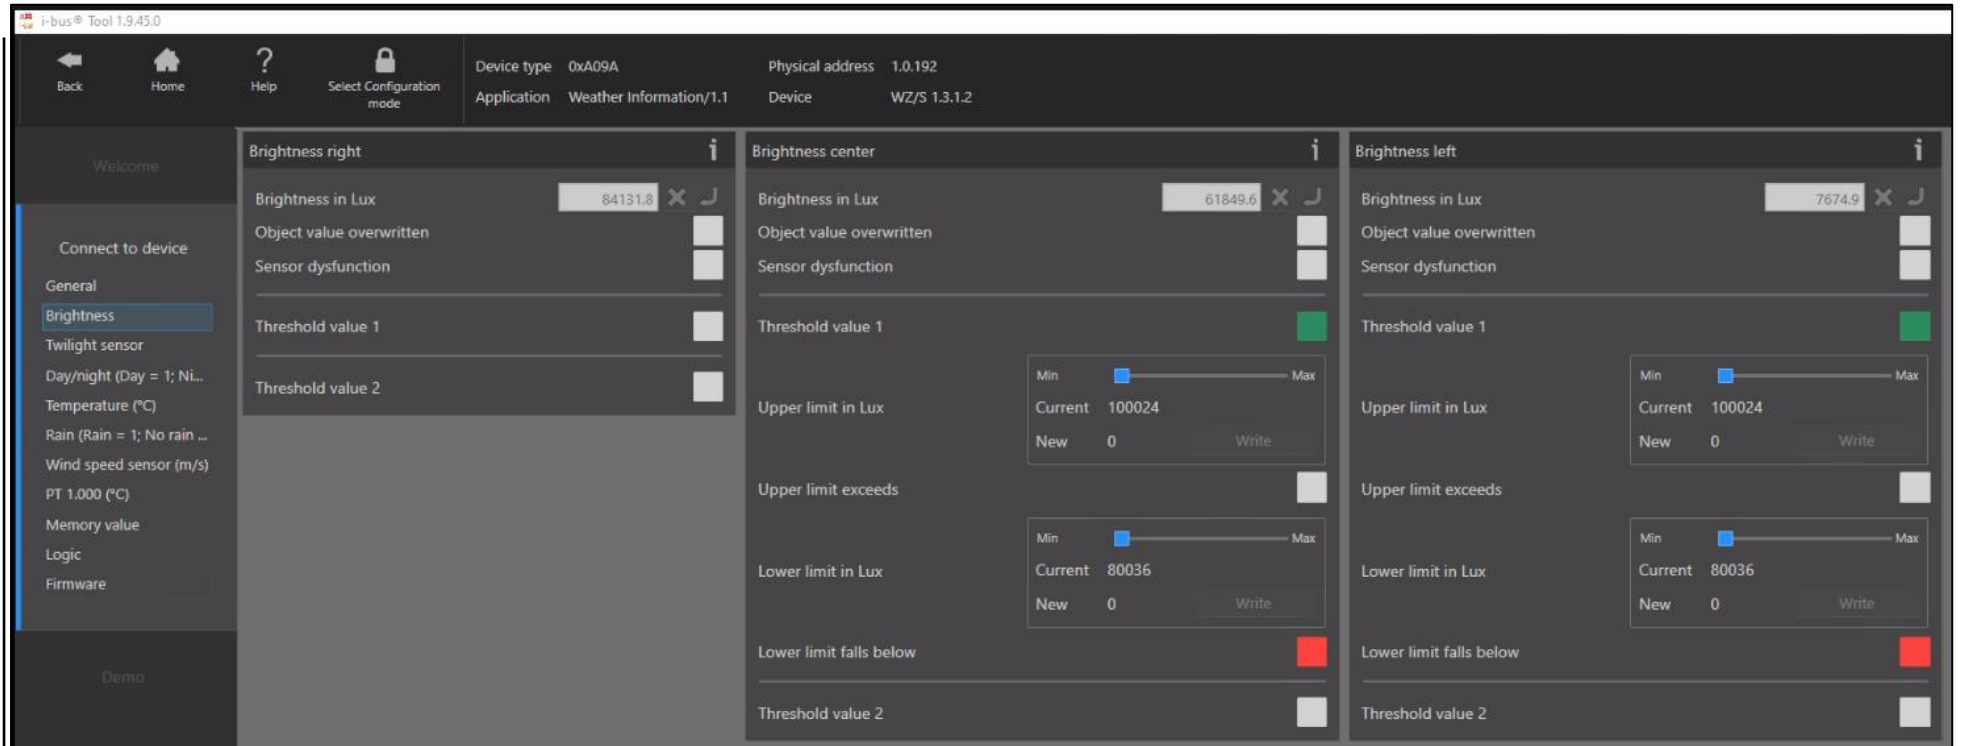 i-bus® Tool 1.9.45.0
Back
Home
Help
Select Configuration
mode
Device type 0xA09A
Application Weather Information/1.1
Physical address 1.0.192
Device WZ/S 1.3.1.2
Welcome
Connect to device
General
Brightness
Twilight sensor
Day/night (Day = 1; Ni...
Temperature (°C)
Rain (Rain = 1; No rain ...
Wind speed sensor (m/s)
PT 1.000 (°C)
Memory value
Logic
Firmware
Demo
Brightness right
Brightness in Lux 84131.8
Object value overwritten
Sensor dysfunction
Threshold value 1
Threshold value 2
Brightness center
Brightness in Lux 61849.6
Object value overwritten
Sensor dysfunction
Threshold value 1
Min Max
Upper limit in Lux Current 100024
New 0 Write
Upper limit exceeds
Min Max
Lower limit in Lux Current 80036
New 0 Write
Lower limit falls below
Threshold value 2
Brightness left
Brightness in Lux 7674.9
Object value overwritten
Sensor dysfunction
Threshold value 1
Min Max
Upper limit in Lux Current 100024
New 0 Write
Upper limit exceeds
Min Max
Lower limit in Lux Current 80036
New 0 Write
Lower limit falls below
Threshold value 2